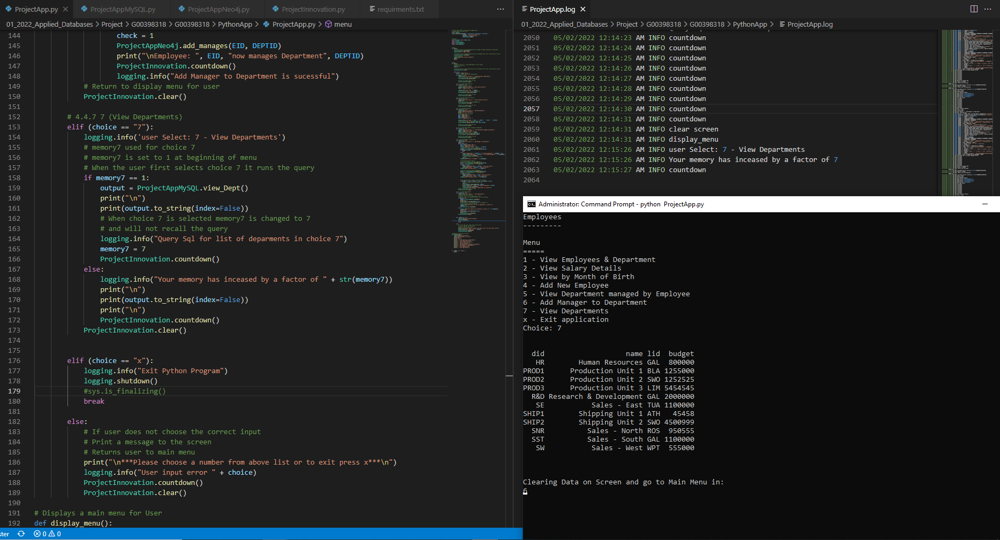 ProjectApp.py
ProjectAppMySQL.py
ProjectAppNeo4j.py
ProjectInnovation.py
requirments.txt
01_2022_Applied_Databases > Project > G00398318 > G00398318 > PythonApp > ProjectApp.py > menu
144 check = 1
145 ProjectAppNeo4j.add_manages(EID, DEPTID)
146 print("\nEmployee: ", EID, "now manages Department", DEPTID)
147 ProjectInnovation.countdown()
148 logging.info("Add Manager to Department is sucessful")
149 # Return to display menu for user
150 ProjectInnovation.clear()
151
152 # 4.4.7 7 (View Departments)
153 elif (choice == "7"):
154 logging.info('user Select: 7 - View Departments')
155 # memory7 used for choice 7
156 # memory7 is set to 1 at beginning of menu
157 # When the user first selects choice 7 it runs the query
158 if memory7 == 1:
159 output = ProjectAppMySQL.view_Dept()
160 print("\n")
161 print(output.to_string(index=False))
162 # When choice 7 is selected memory7 is changed to 7
163 # and will not recall the query
164 logging.info("Query Sql for list of deparments in choice 7")
165 memory7 = 7
166 ProjectInnovation.countdown()
167 else:
168 logging.info("Your memory has inceased by a factor of " + str(memory7))
169 print("\n")
170 print(output.to_string(index=False))
171 print("\n")
172 ProjectInnovation.countdown()
173 ProjectInnovation.clear()
174
175
176 elif (choice == "x"):
177 logging.info("Exit Python Program")
178 logging.shutdown()
179 #sys.is_finalizing()
180 break
181
182 else:
183 # If user does not choose the correct input
184 # Print a message to the screen
185 # Returns user to main menu
186 print("\n***Please choose a number from above list or to exit press x***\n")
187 logging.info("User input error " + choice)
188 ProjectInnovation.countdown()
189 ProjectInnovation.clear()
190
191 # Displays a main menu for User
192 def display_menu():
ster 0 0
ProjectApp.log
01_2022_Applied_Databases > Project > G00398318 > G00398318 > PythonApp > ProjectApp.log
2050 05/02/2022 12:14:23 AM INFO countdown
2051 05/02/2022 12:14:24 AM INFO countdown
2052 05/02/2022 12:14:25 AM INFO countdown
2053 05/02/2022 12:14:26 AM INFO countdown
2054 05/02/2022 12:14:27 AM INFO countdown
2055 05/02/2022 12:14:28 AM INFO countdown
2056 05/02/2022 12:14:29 AM INFO countdown
2057 05/02/2022 12:14:30 AM INFO countdown
2058 05/02/2022 12:14:31 AM INFO countdown
2059 05/02/2022 12:14:31 AM INFO clear screen
2060 05/02/2022 12:14:31 AM INFO display_menu
2061 05/02/2022 12:15:26 AM INFO user Select: 7 - View Departments
2062 05/02/2022 12:15:26 AM INFO Your memory has inceased by a factor of 7
2063 05/02/2022 12:15:27 AM INFO countdown
2064
Administrator: Command Prompt - python ProjectApp.py
Employees
---------
Menu
=====
1 - View Employees & Department
2 - View Salary Details
3 - View by Month of Birth
4 - Add New Employee
5 - View Department managed by Employee
6 - Add Manager to Department
7 - View Departments
x - Exit application
Choice: 7
did name lid budget
HR Human Resources GAL 800000
PROD1 Production Unit 1 BLA 1255000
PROD2 Production Unit 2 SWO 1252525
PROD3 Production Unit 3 LIM 5454545
R&D Research & Development GAL 2000000
SE Sales - East TUA 1100000
SHIP1 Shipping Unit 1 ATH 45458
SHIP2 Shipping Unit 2 SWO 4500999
SNR Sales - North ROS 950555
SST Sales - South GAL 1100000
SW Sales - West WPT 555000
Clearing Data on Screen and go to Main Menu in:
6